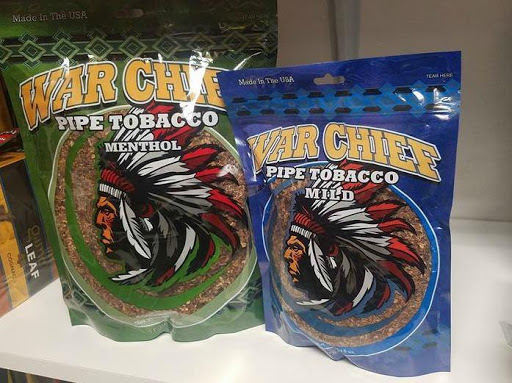 Made In The USA
WAR CHIE
PIPE TOBACCO
MENTHOL
Made In The USA
TEAR HERE
WAR CHIEF
PIPE TOBACCO
MILD
LEAF